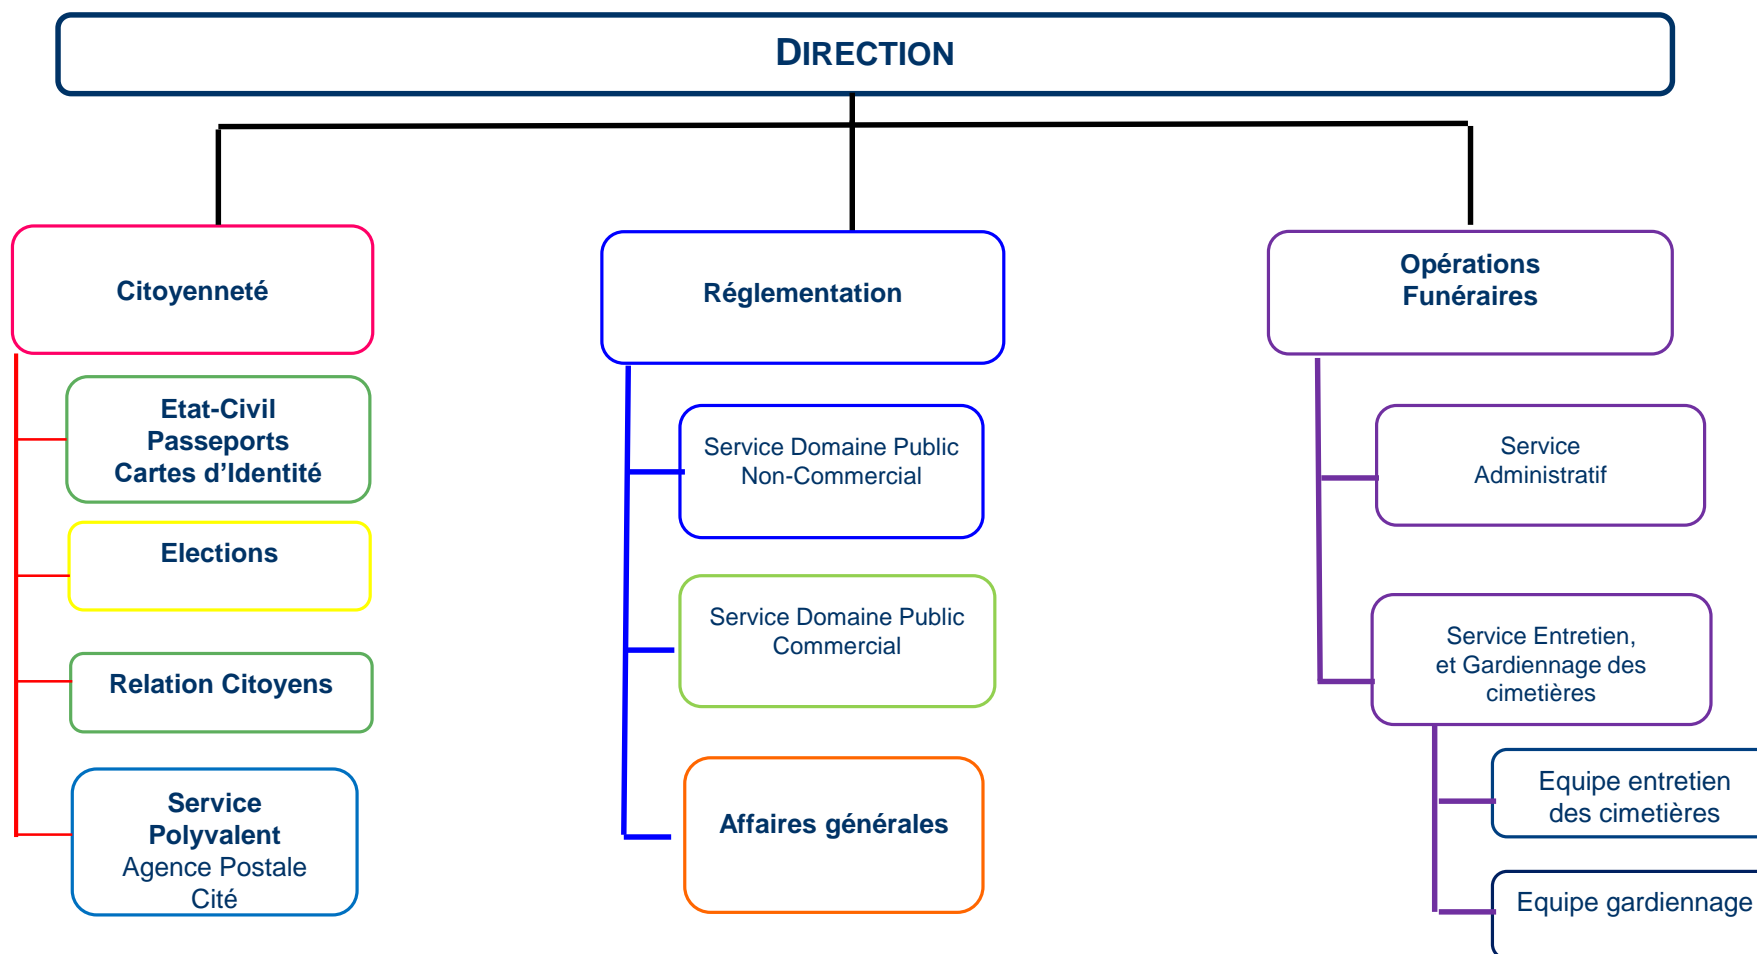 DIRECTION
Citoyenneté
Etat-Civil
Passeports
Cartes d’Identité
Elections
Relation Citoyens
Service
Polyvalent
Agence Postale
Cité
Réglementation
Service Domaine Public
Non-Commercial
Service Domaine Public
Commercial
Affaires générales
Opérations
Funéraires
Service
Administratif
Service Entretien,
et Gardiennage des
cimetières
Equipe entretien
des cimetières
Equipe gardiennage